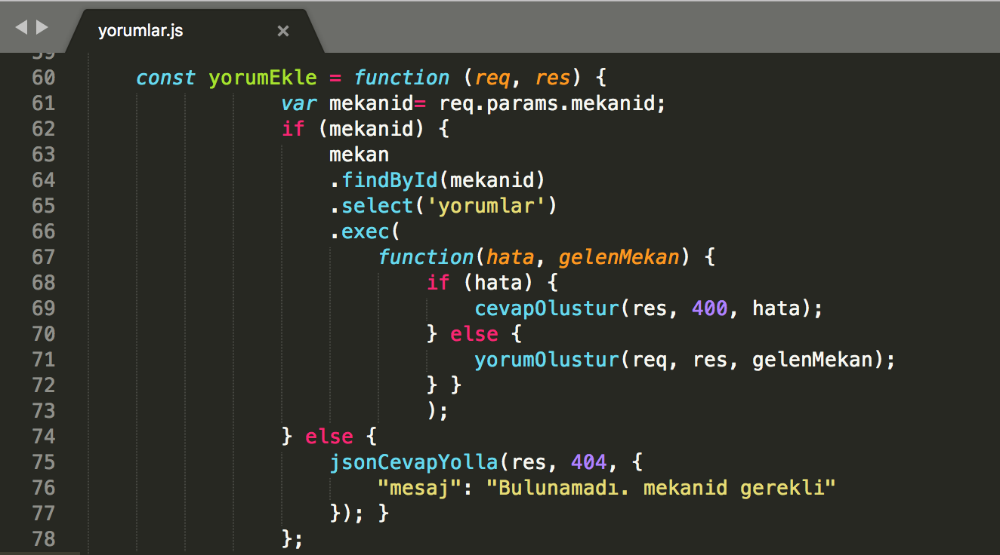 yorumlar.js ×
59
60 const yorumEkle = function (req, res) {
61 var mekanid= req.params.mekanid;
62 if (mekanid) {
63 mekan
64 .findById(mekanid)
65 .select('yorumlar')
66 .exec(
67 function(hata, gelenMekan) {
68 if (hata) {
69 cevapOlustur(res, 400, hata);
70 } else {
71 yorumOlustur(req, res, gelenMekan);
72 } }
73 );
74 } else {
75 jsonCevapYolla(res, 404, {
76 "mesaj": "Bulunamadı. mekanid gerekli"
77 }); }
78 };